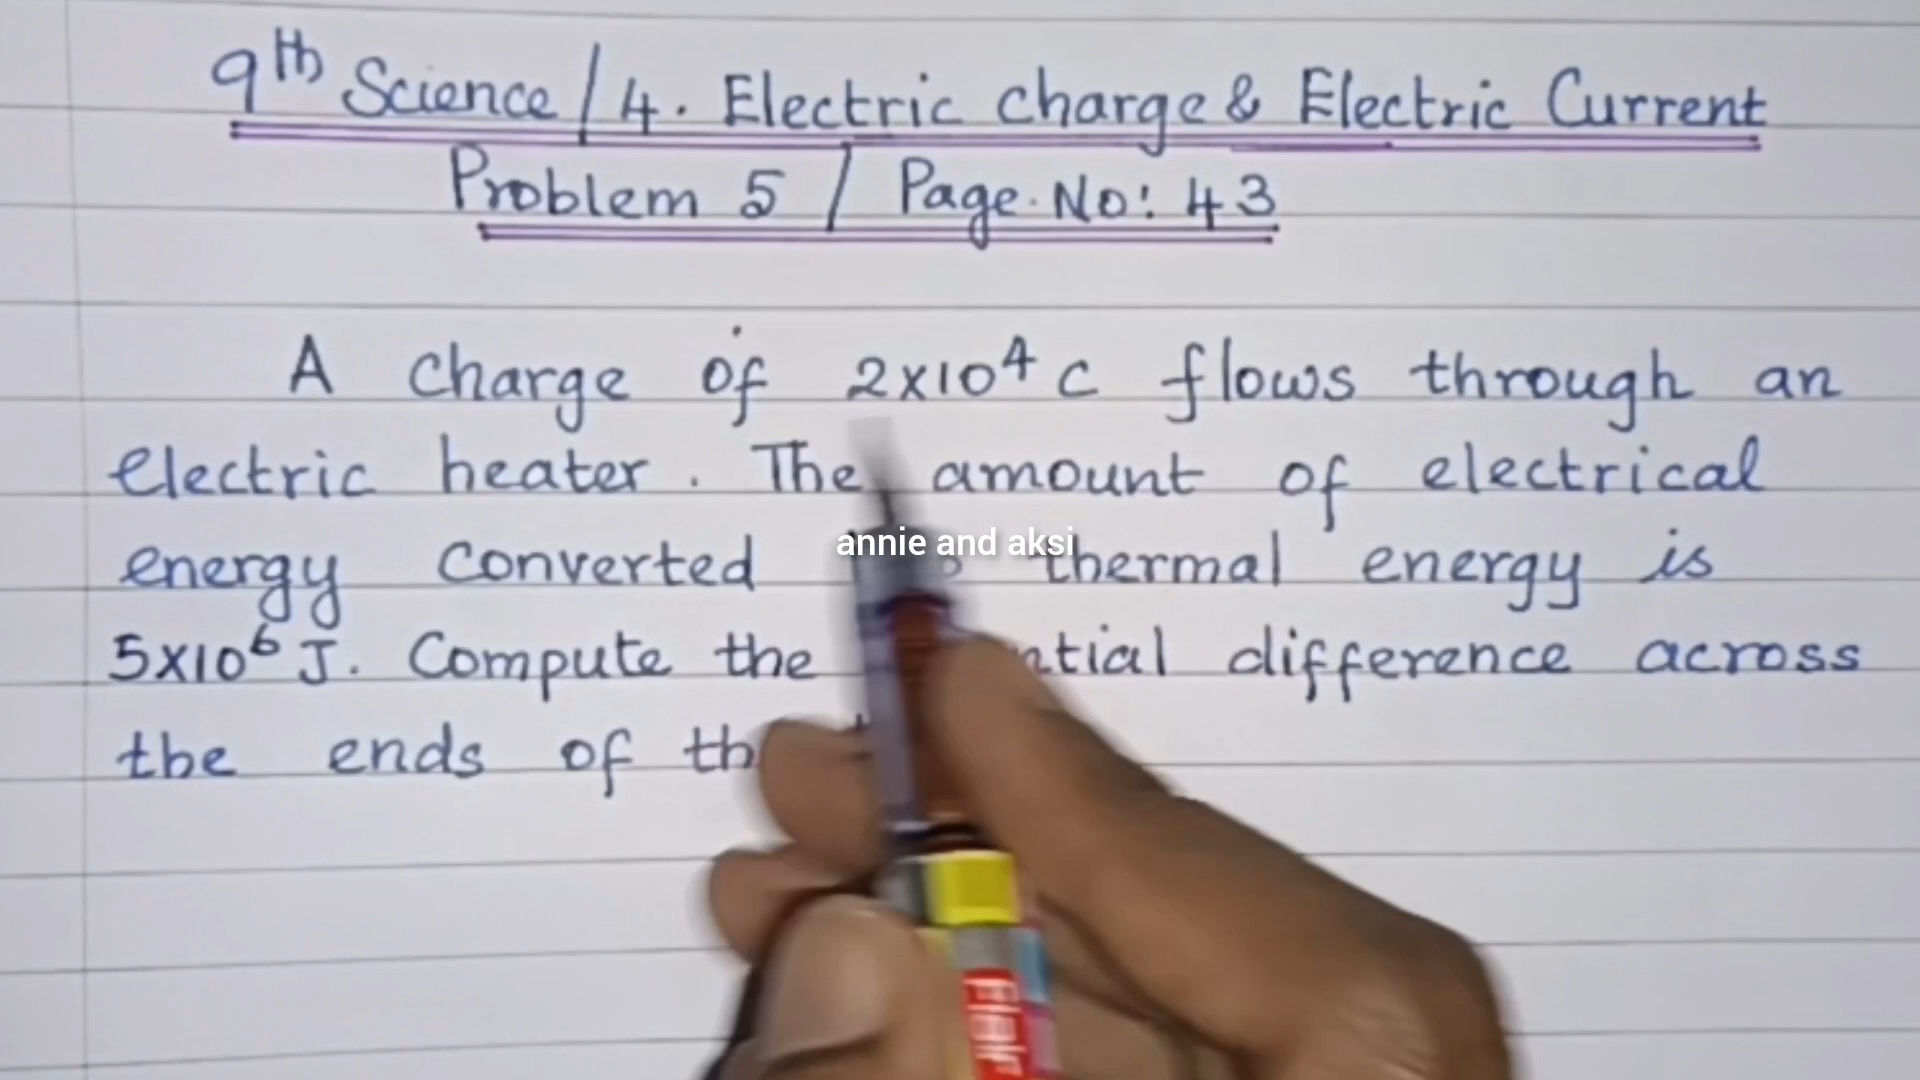 9th Science / 4. Electric charge & Electric Current
Problem 5 / Page. No: 43
A charge of 2x10⁴ C flows through an
electric heater. The amount of electrical
energy converted thermal energy is
5x10⁶ J. Compute the difference across
the ends of
annie and aksi